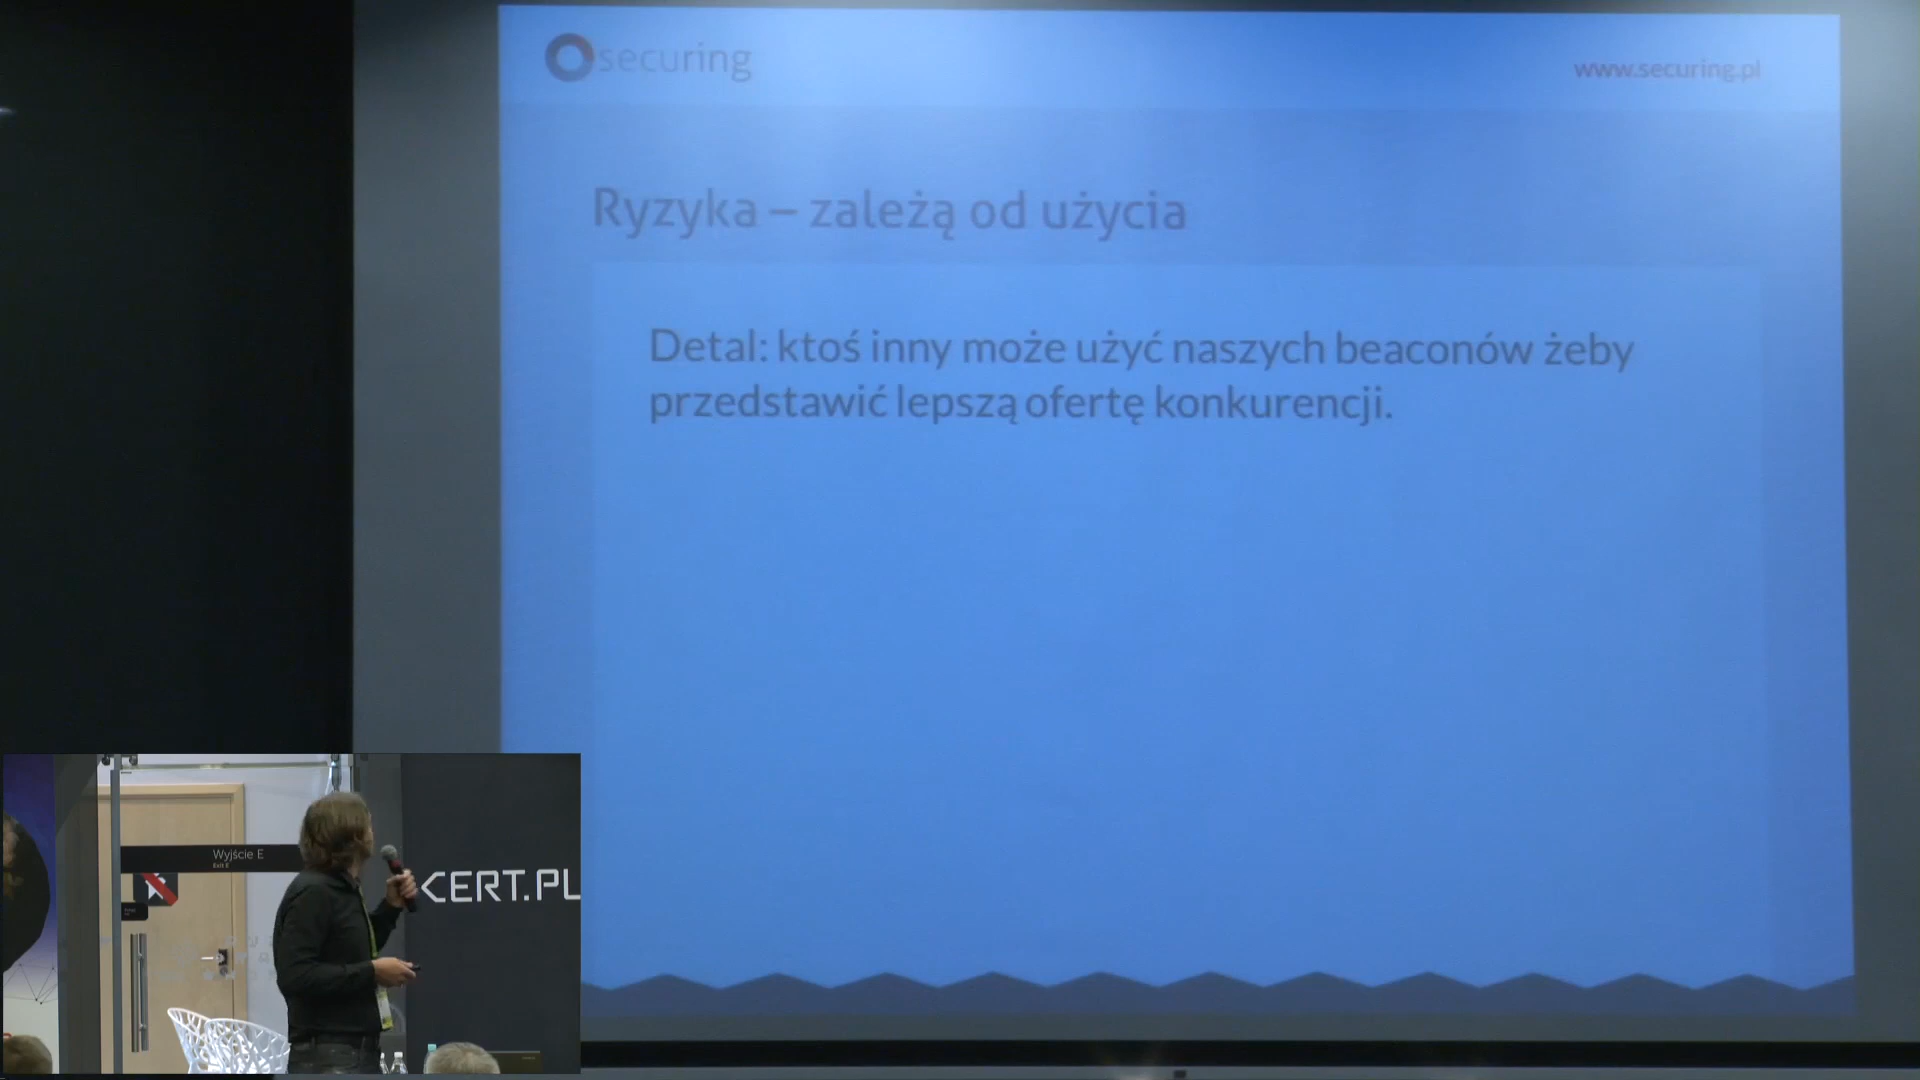 securing
www.securing.pl
Ryzyka – zależą od użycia
Detal: ktoś inny może użyć naszych beaconów żeby
przedstawić lepszą ofertę konkurencji.
Wyjście E
Exit E
CERT.PL